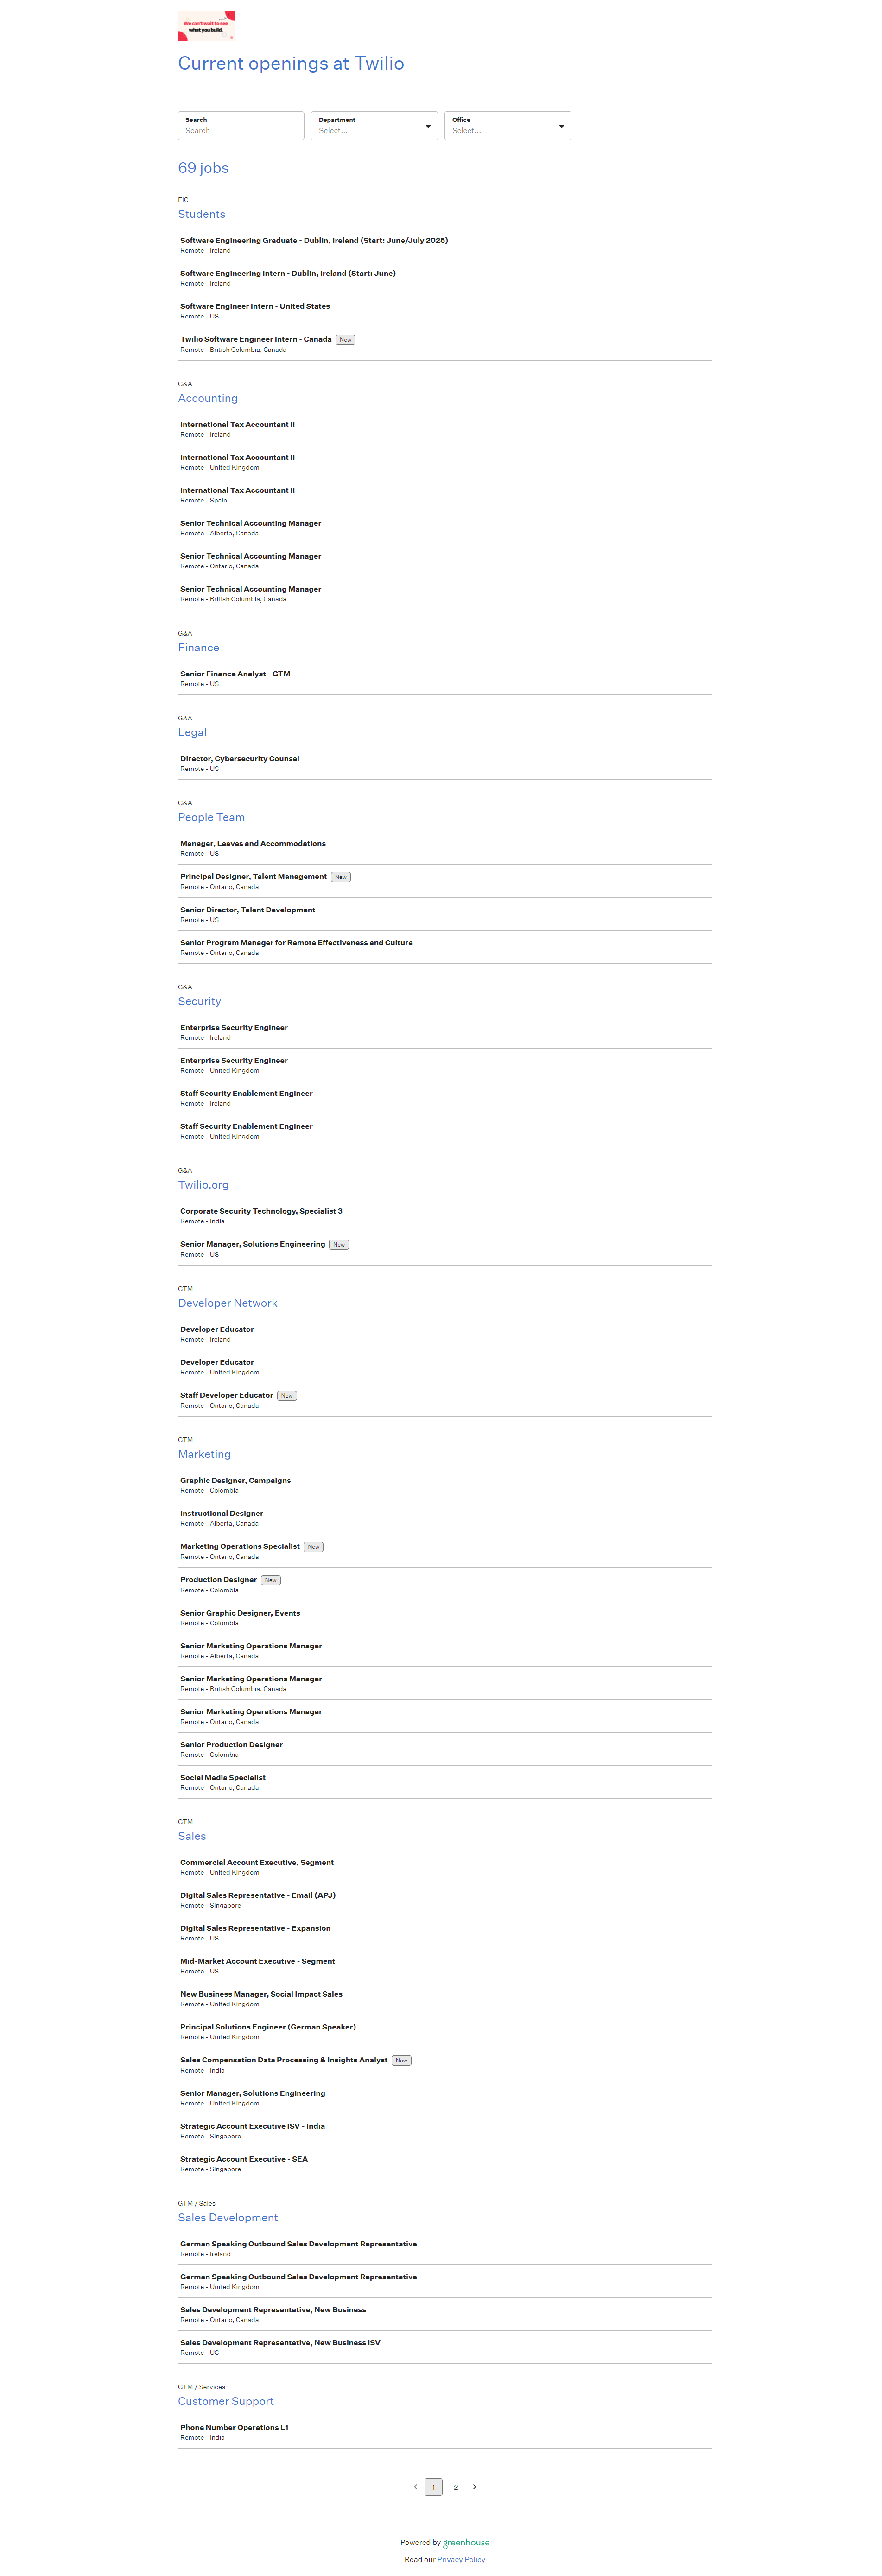 We can't wait to see
what you build.
Current openings at Twilio
Search
Search
Department
Select...
Office
Select...
69 jobs
EIC
Students
Software Engineering Graduate - Dublin, Ireland (Start: June/July 2025)
Remote - Ireland
Software Engineering Intern - Dublin, Ireland (Start: June)
Remote - Ireland
Software Engineer Intern - United States
Remote - US
Twilio Software Engineer Intern - Canada New
Remote - British Columbia, Canada
G&A
Accounting
International Tax Accountant II
Remote - Ireland
International Tax Accountant II
Remote - United Kingdom
International Tax Accountant II
Remote - Spain
Senior Technical Accounting Manager
Remote - Alberta, Canada
Senior Technical Accounting Manager
Remote - Ontario, Canada
Senior Technical Accounting Manager
Remote - British Columbia, Canada
G&A
Finance
Senior Finance Analyst - GTM
Remote - US
G&A
Legal
Director, Cybersecurity Counsel
Remote - US
G&A
People Team
Manager, Leaves and Accommodations
Remote - US
Principal Designer, Talent Management New
Remote - Ontario, Canada
Senior Director, Talent Development
Remote - US
Senior Program Manager for Remote Effectiveness and Culture
Remote - Ontario, Canada
G&A
Security
Enterprise Security Engineer
Remote - Ireland
Enterprise Security Engineer
Remote - United Kingdom
Staff Security Enablement Engineer
Remote - Ireland
Staff Security Enablement Engineer
Remote - United Kingdom
G&A
Twilio.org
Corporate Security Technology, Specialist 3
Remote - India
Senior Manager, Solutions Engineering New
Remote - US
GTM
Developer Network
Developer Educator
Remote - Ireland
Developer Educator
Remote - United Kingdom
Staff Developer Educator New
Remote - Ontario, Canada
GTM
Marketing
Graphic Designer, Campaigns
Remote - Colombia
Instructional Designer
Remote - Alberta, Canada
Marketing Operations Specialist New
Remote - Ontario, Canada
Production Designer New
Remote - Colombia
Senior Graphic Designer, Events
Remote - Colombia
Senior Marketing Operations Manager
Remote - Alberta, Canada
Senior Marketing Operations Manager
Remote - British Columbia, Canada
Senior Marketing Operations Manager
Remote - Ontario, Canada
Senior Production Designer
Remote - Colombia
Social Media Specialist
Remote - Ontario, Canada
GTM
Sales
Commercial Account Executive, Segment
Remote - United Kingdom
Digital Sales Representative - Email (APJ)
Remote - Singapore
Digital Sales Representative - Expansion
Remote - US
Mid-Market Account Executive - Segment
Remote - US
New Business Manager, Social Impact Sales
Remote - United Kingdom
Principal Solutions Engineer (German Speaker)
Remote - United Kingdom
Sales Compensation Data Processing & Insights Analyst New
Remote - India
Senior Manager, Solutions Engineering
Remote - United Kingdom
Strategic Account Executive ISV - India
Remote - Singapore
Strategic Account Executive - SEA
Remote - Singapore
GTM / Sales
Sales Development
German Speaking Outbound Sales Development Representative
Remote - Ireland
German Speaking Outbound Sales Development Representative
Remote - United Kingdom
Sales Development Representative, New Business
Remote - Ontario, Canada
Sales Development Representative, New Business ISV
Remote - US
GTM / Services
Customer Support
Phone Number Operations L1
Remote - India
1 2
Powered by greenhouse
Read our Privacy Policy